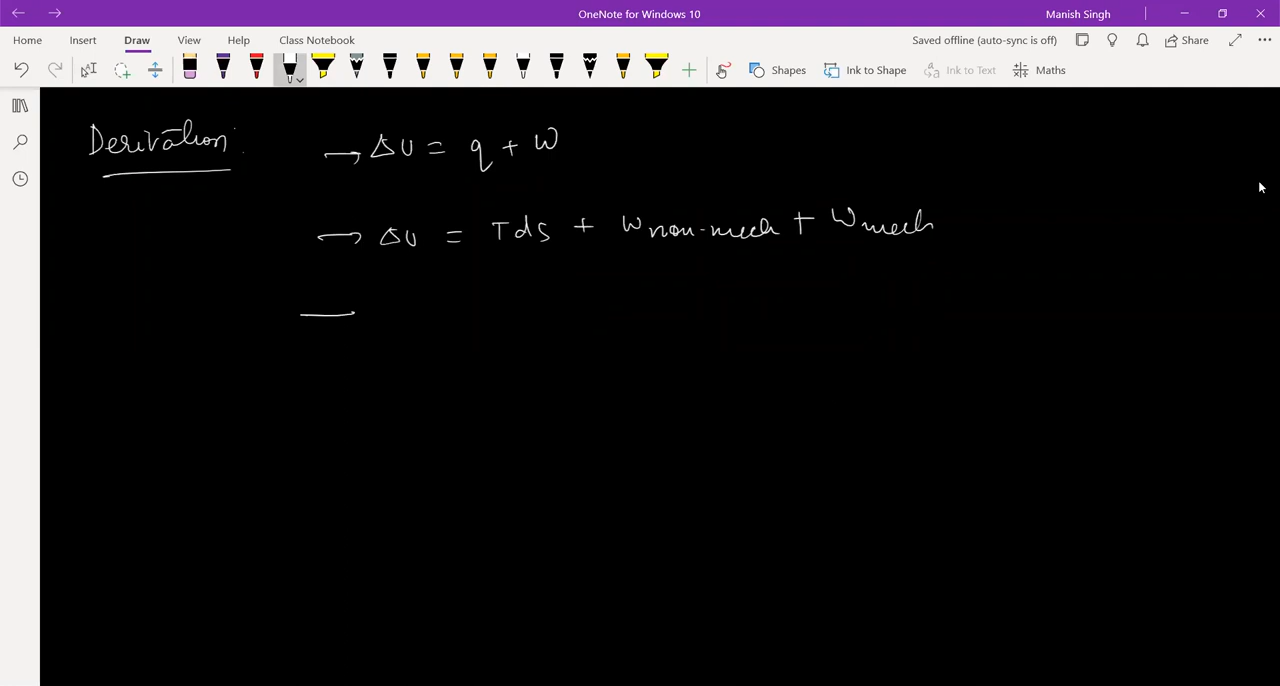 OneNote for Windows 10
Manish Singh
Home Insert Draw View Help Class Notebook
Saved offline (auto-sync is off) Share
Shapes Ink to Shape Ink to Text Maths
Derivation:
→ ΔU = q + W
→ ΔU = Tds + Wnon-mech + Wmech